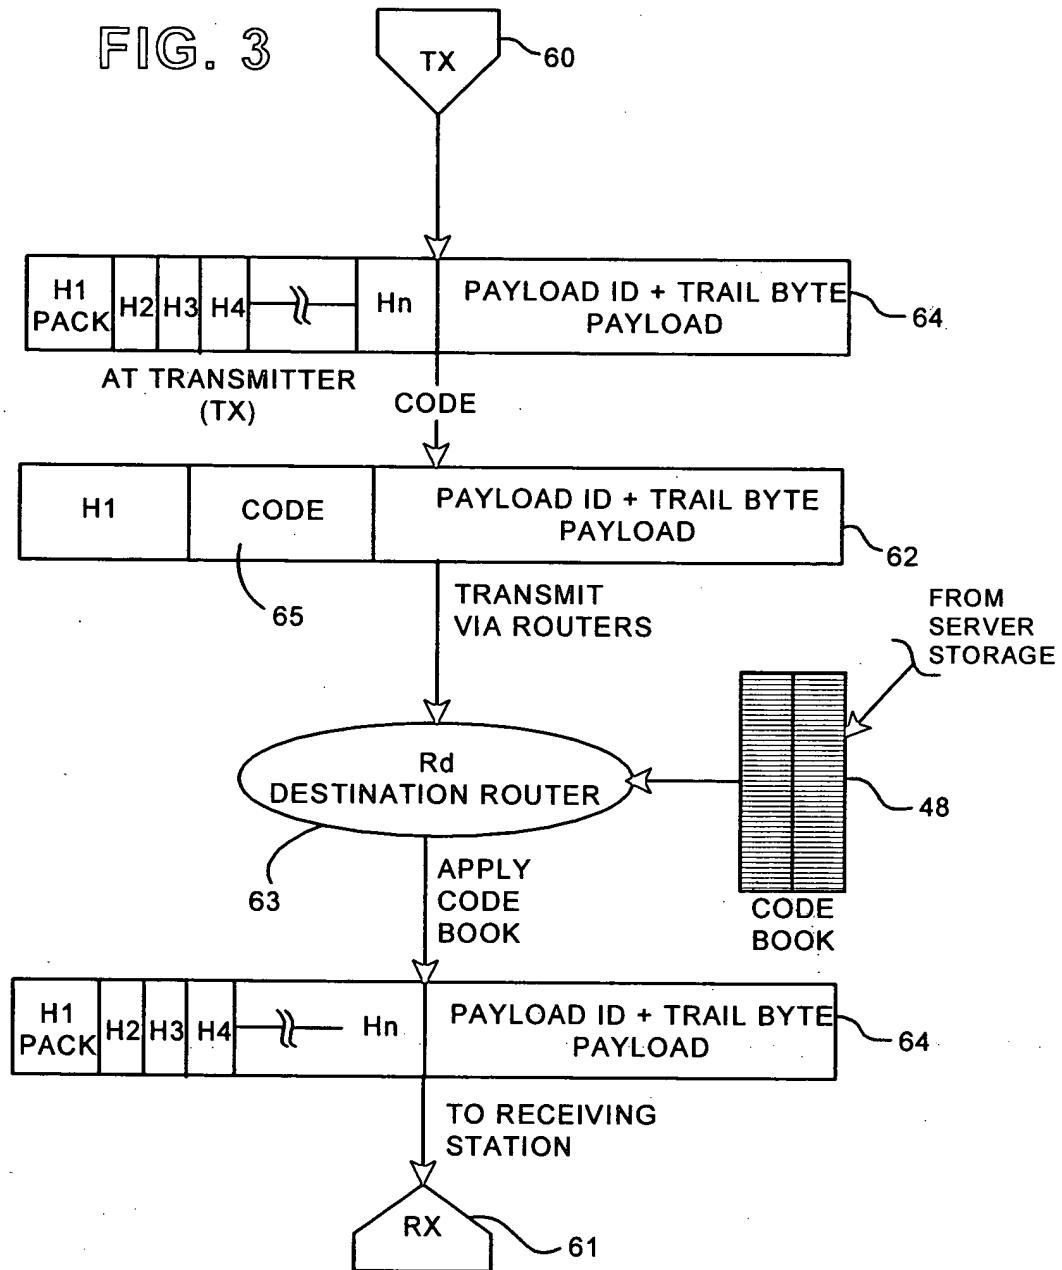 FIG. 3
TX
60
H1
PACK
H2
H3
H4
Hn
PAYLOAD ID + TRAIL BYTE
PAYLOAD
64
AT TRANSMITTER
(TX)
CODE
H1
CODE
PAYLOAD ID + TRAIL BYTE
PAYLOAD
62
65
TRANSMIT
VIA ROUTERS
FROM
SERVER
STORAGE
Rd
DESTINATION ROUTER
63
48
CODE
BOOK
APPLY
CODE
BOOK
H1
PACK
H2
H3
H4
Hn
PAYLOAD ID + TRAIL BYTE
PAYLOAD
64
TO RECEIVING
STATION
RX
61